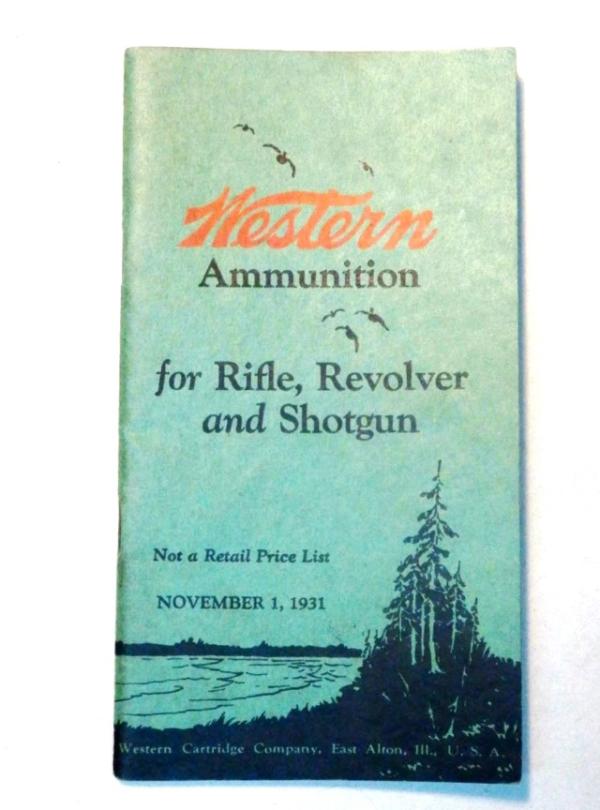 Western
Ammunition
for Rifle, Revolver
and Shotgun
Not a Retail Price List
NOVEMBER 1, 1931
Western Cartridge Company, East Alton, Ill., U. S. A.